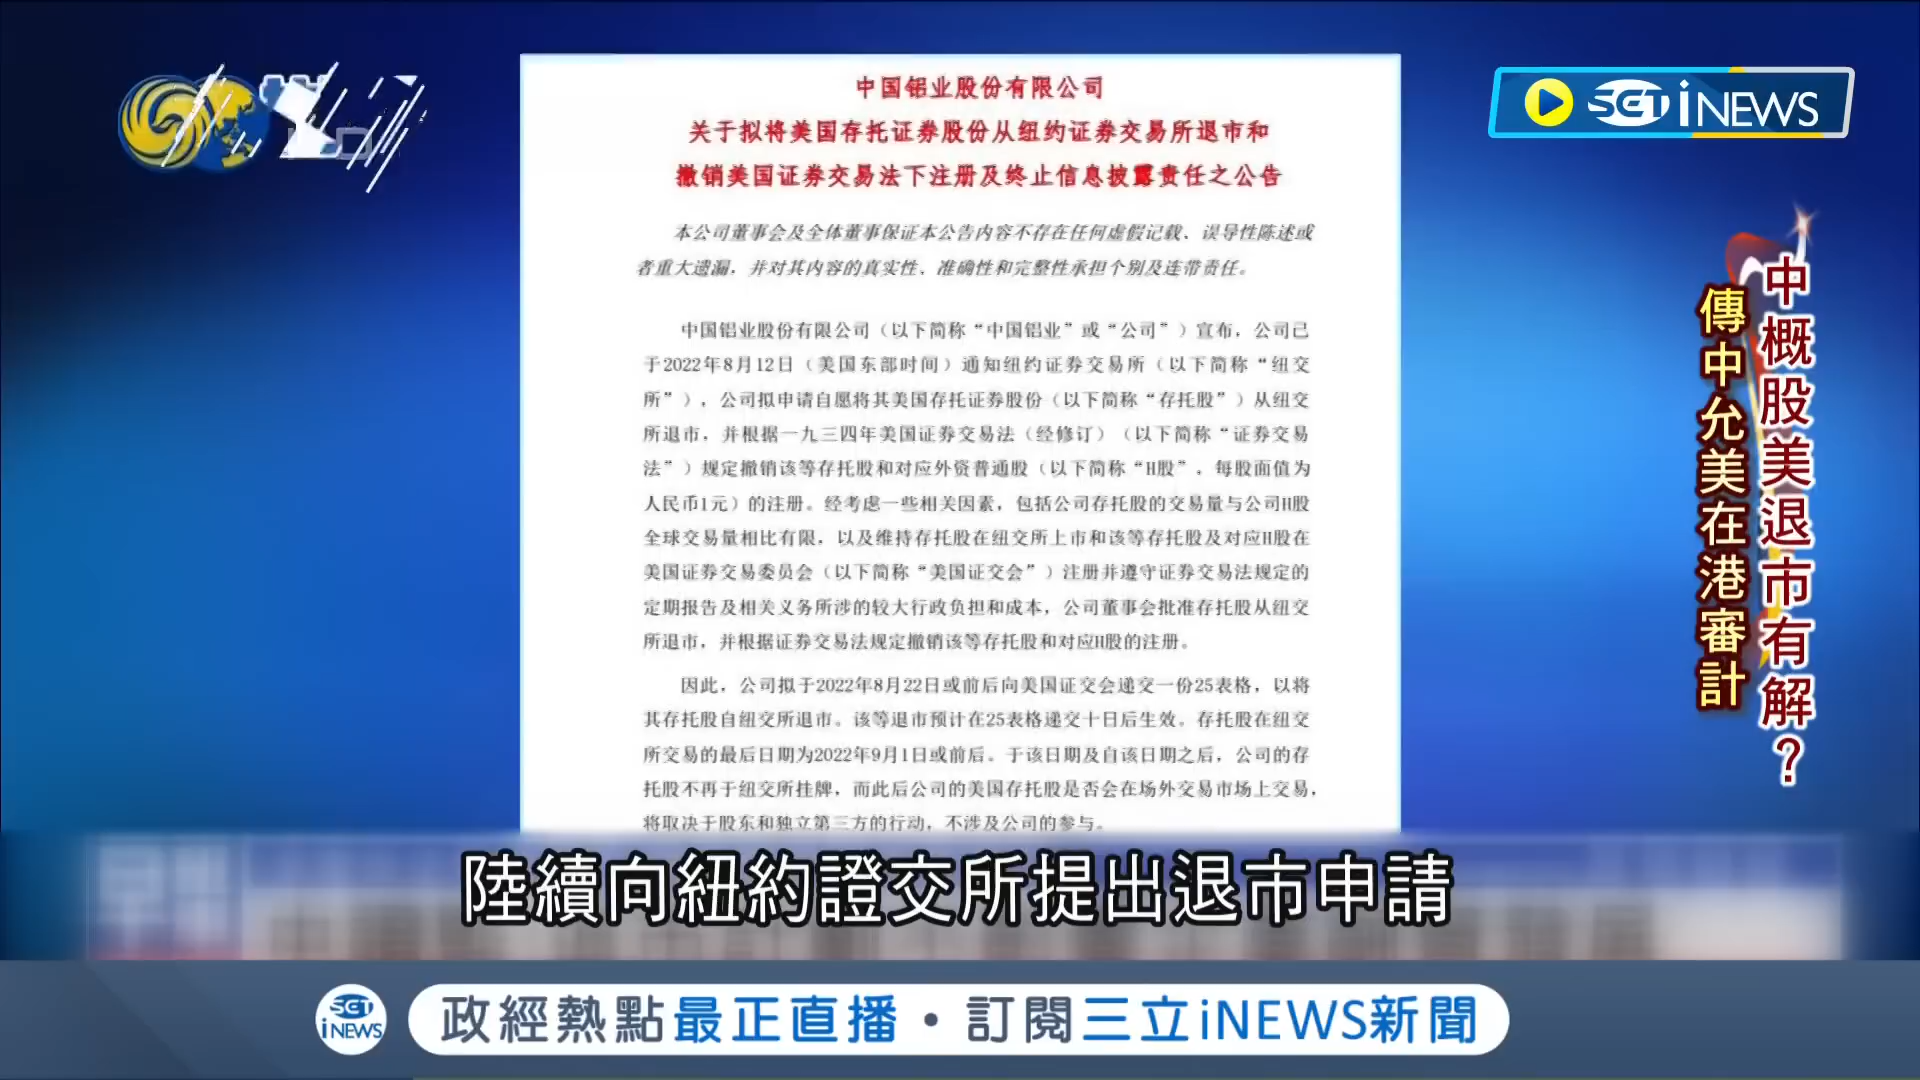 中国铝业股份有限公司
关于拟将美国存托证券股份从纽约证券交易所退市和
撤销美国证券交易法下注册及终止信息披露责任之公告
本公司董事会及全体董事保证本公告内容不存在任何虚假记载、误导性陈述或
者重大遗漏，并对其内容的真实性、准确性和完整性承担个别及连带责任。
中国铝业股份有限公司（以下简称“中国铝业”或“公司”）宣布，公司已
于2022年8月12日（美国东部时间）通知纽约证券交易所（以下简称“纽交
所”），公司拟申请自愿将其美国存托证券股份（以下简称“存托股”）从纽交
所退市，并根据一九三四年美国证券交易法（经修订）（以下简称“证券交易
法”）规定撤销该等存托股和对应外资普通股（以下简称“H股”，每股面值为
人民币1元）的注册。经考虑一些相关因素，包括公司存托股的交易量与公司H股
全球交易量相比有限，以及维持存托股在纽交所上市和该等存托股及对应H股在
美国证券交易委员会（以下简称“美国证交会”）注册并遵守证券交易法规定的
定期报告及相关义务所涉的较大行政负担和成本，公司董事会批准存托股从纽交
所退市，并根据证券交易法规定撤销该等存托股和对应H股的注册。
因此，公司拟于2022年8月22日或前后向美国证交会递交一份25表格，以将
其存托股自纽交所退市。该等退市预计在25表格递交十日后生效。存托股在纽交
所交易的最后日期为2022年9月1日或前后。于该日期及自该日期之后，公司的存
托股不再于纽交所挂牌，而此后公司的美国存托股是否会在场外交易市场上交易，
将取决于股东和独立第三方的行动，不涉及公司的参与。
SET iNEWS
中概股美退市有解？
傳中允美在港審計
陸續向紐約證交所提出退市申請
SET iNEWS
政經熱點最正直播・訂閱三立iNEWS新聞